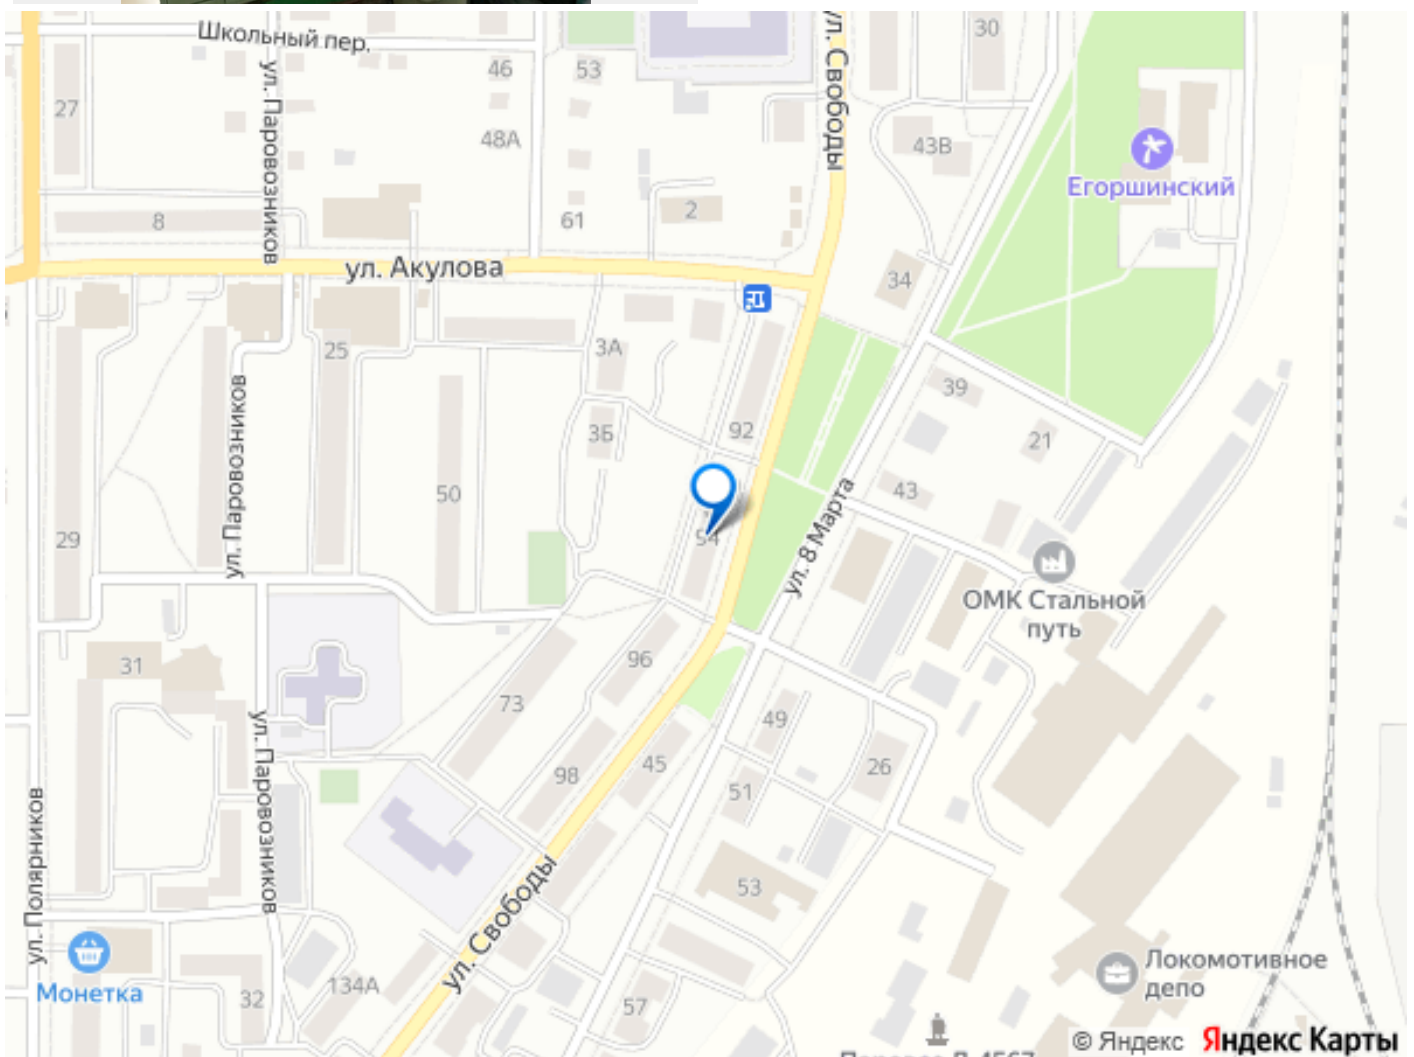 Школьный пер.
ул. Свободы
30
46
53
27
ул. Паровозников
48А
43В
Егоршинский
8
61
2
ул. Акулова
34
25
3А
39
ул. Паровозников
92
3Б
21
50
43
29
94
ул. 8 Марта
ОМК Стальной
путь
96
31
73
49
ул. Паровозников
45
26
98
51
ул. Полярников
53
ул. Свободы
Монетка
32
134А
57
Локомотивное
депо
Паровоз Л-4567
© Яндекс Яндекс Карты